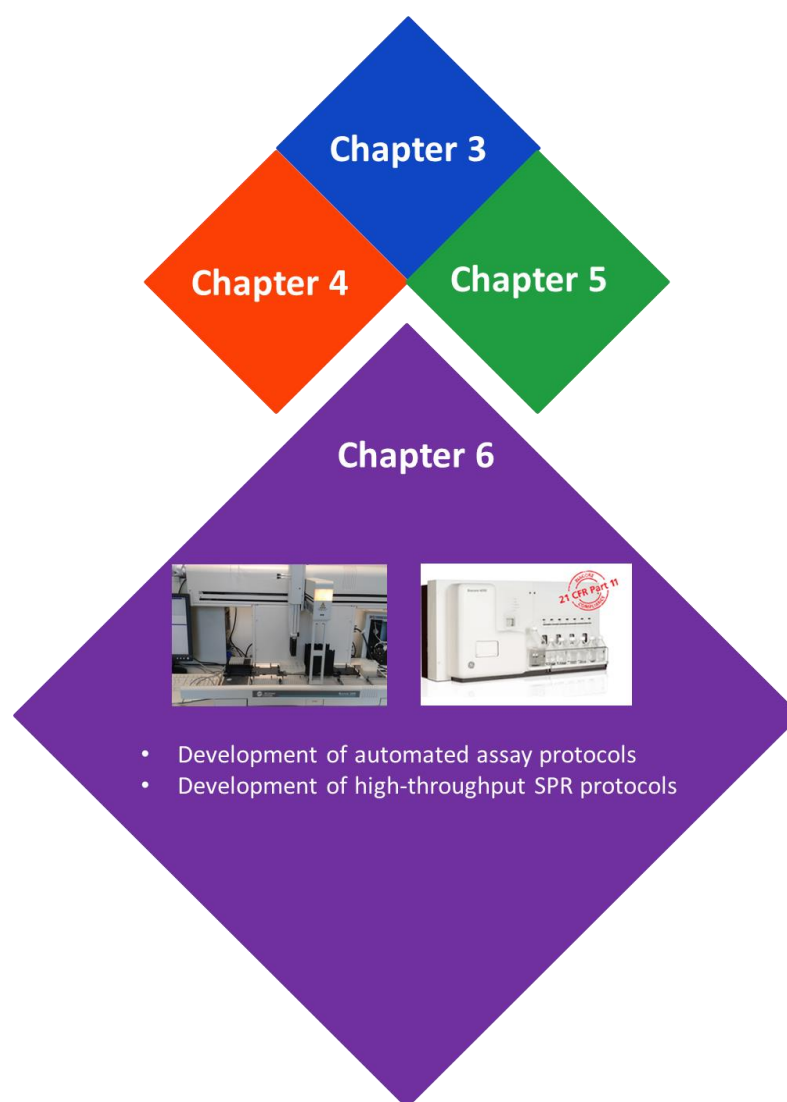 Chapter 3
Chapter 4
Chapter 5
Chapter 6
21 CFR Part 11
COMPLIANCE
• Development of automated assay protocols
• Development of high-throughput SPR protocols